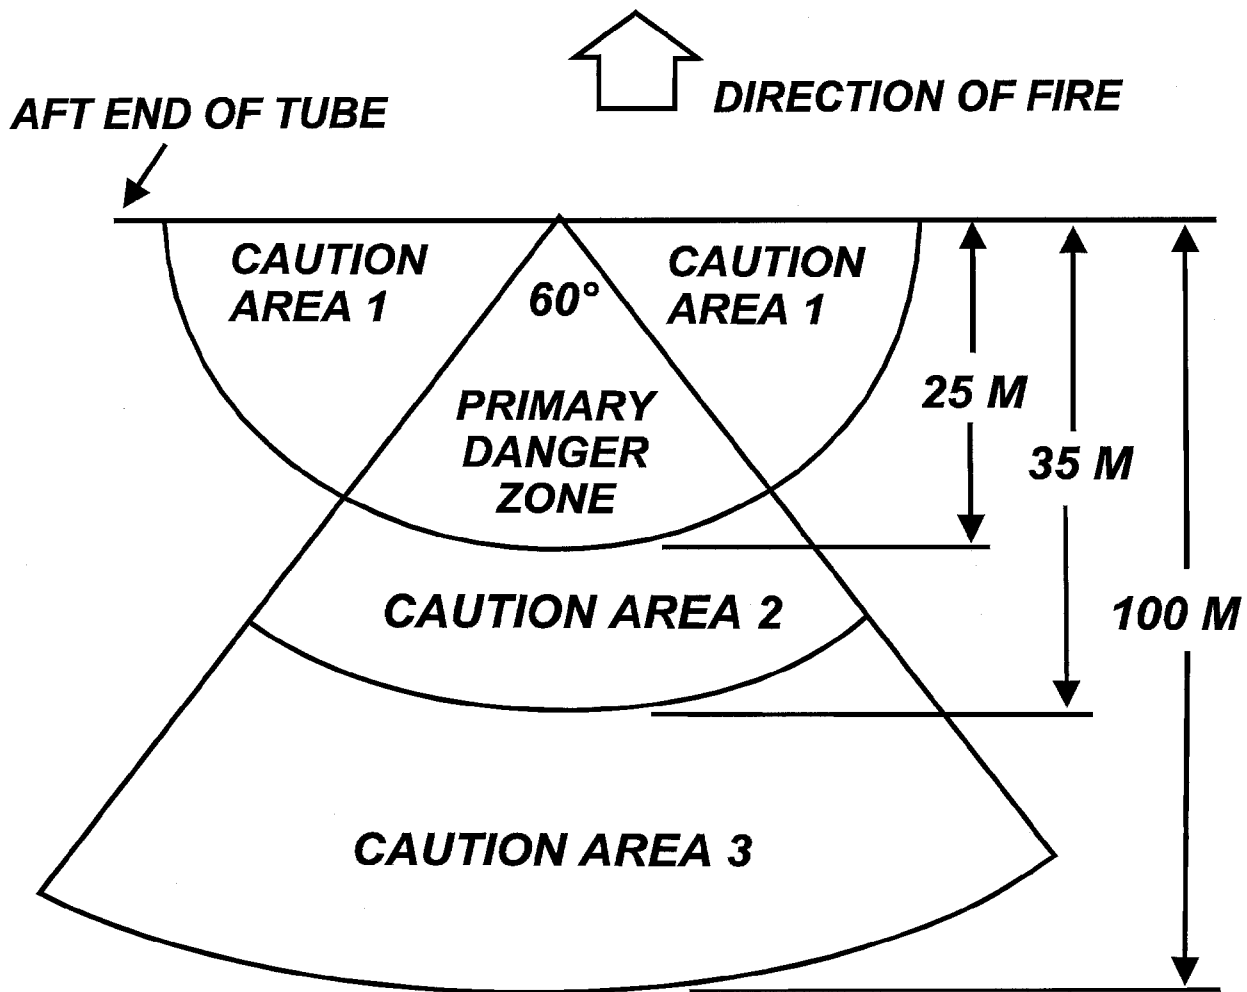 DIRECTION OF FIRE
AFT END OF TUBE
CAUTION
AREA 1
CAUTION
AREA 1
60°
25 M
PRIMARY
DANGER
ZONE
35 M
CAUTION AREA 2
100 M
CAUTION AREA 3